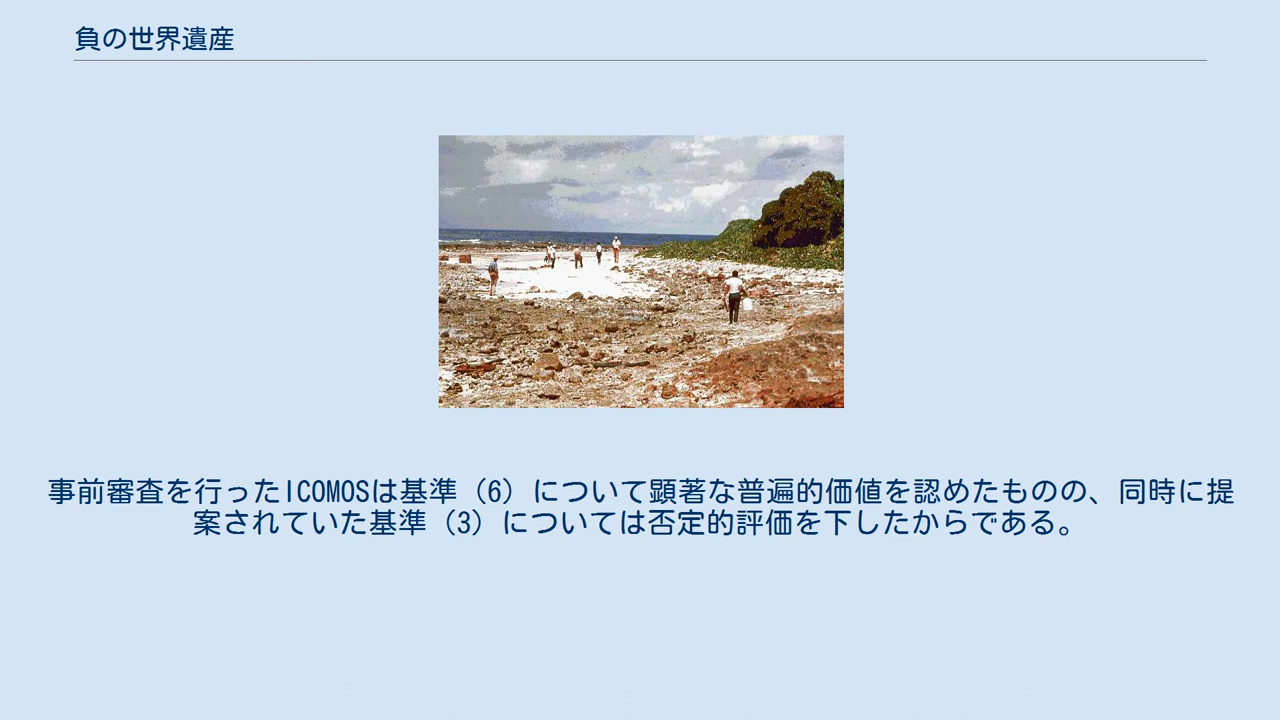 負の世界遺産
事前審査を行ったICOMOSは基準（6）について顕著な普遍的価値を認めたものの、同時に提
案されていた基準（3）については否定的評価を下したからである。